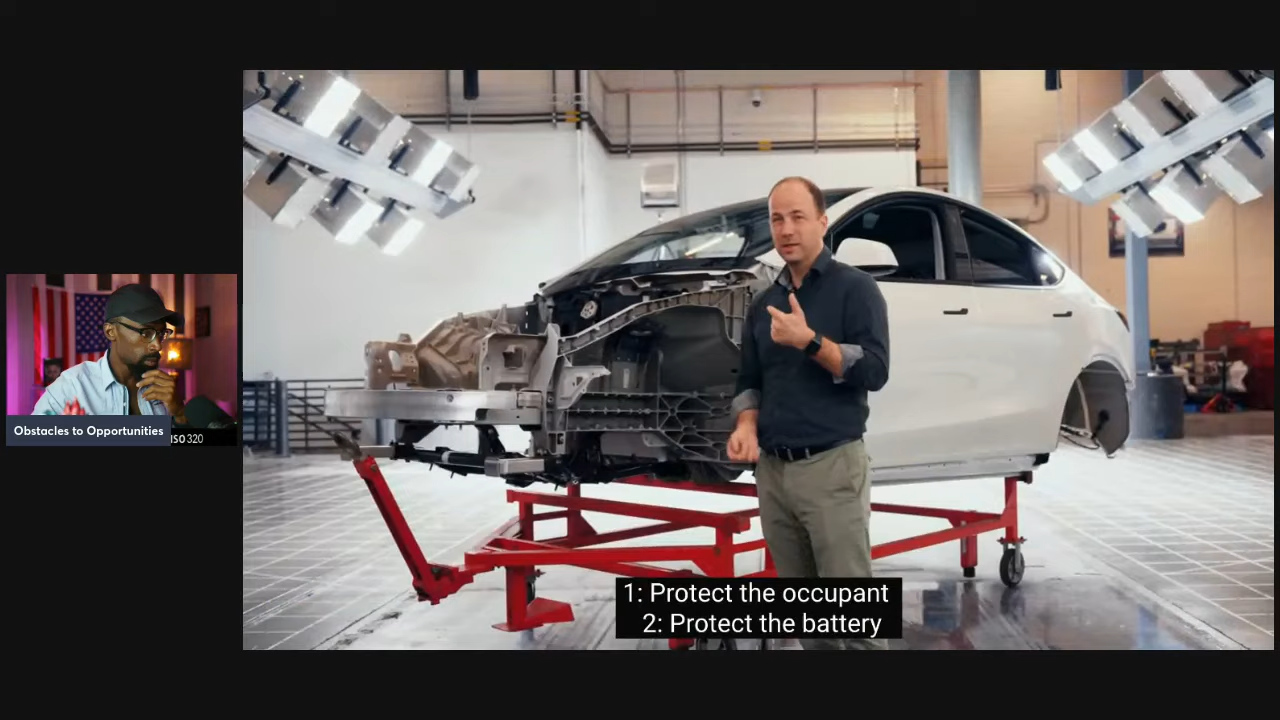 Obstacles to Opportunities
ISO 320
1: Protect the occupant
2: Protect the battery